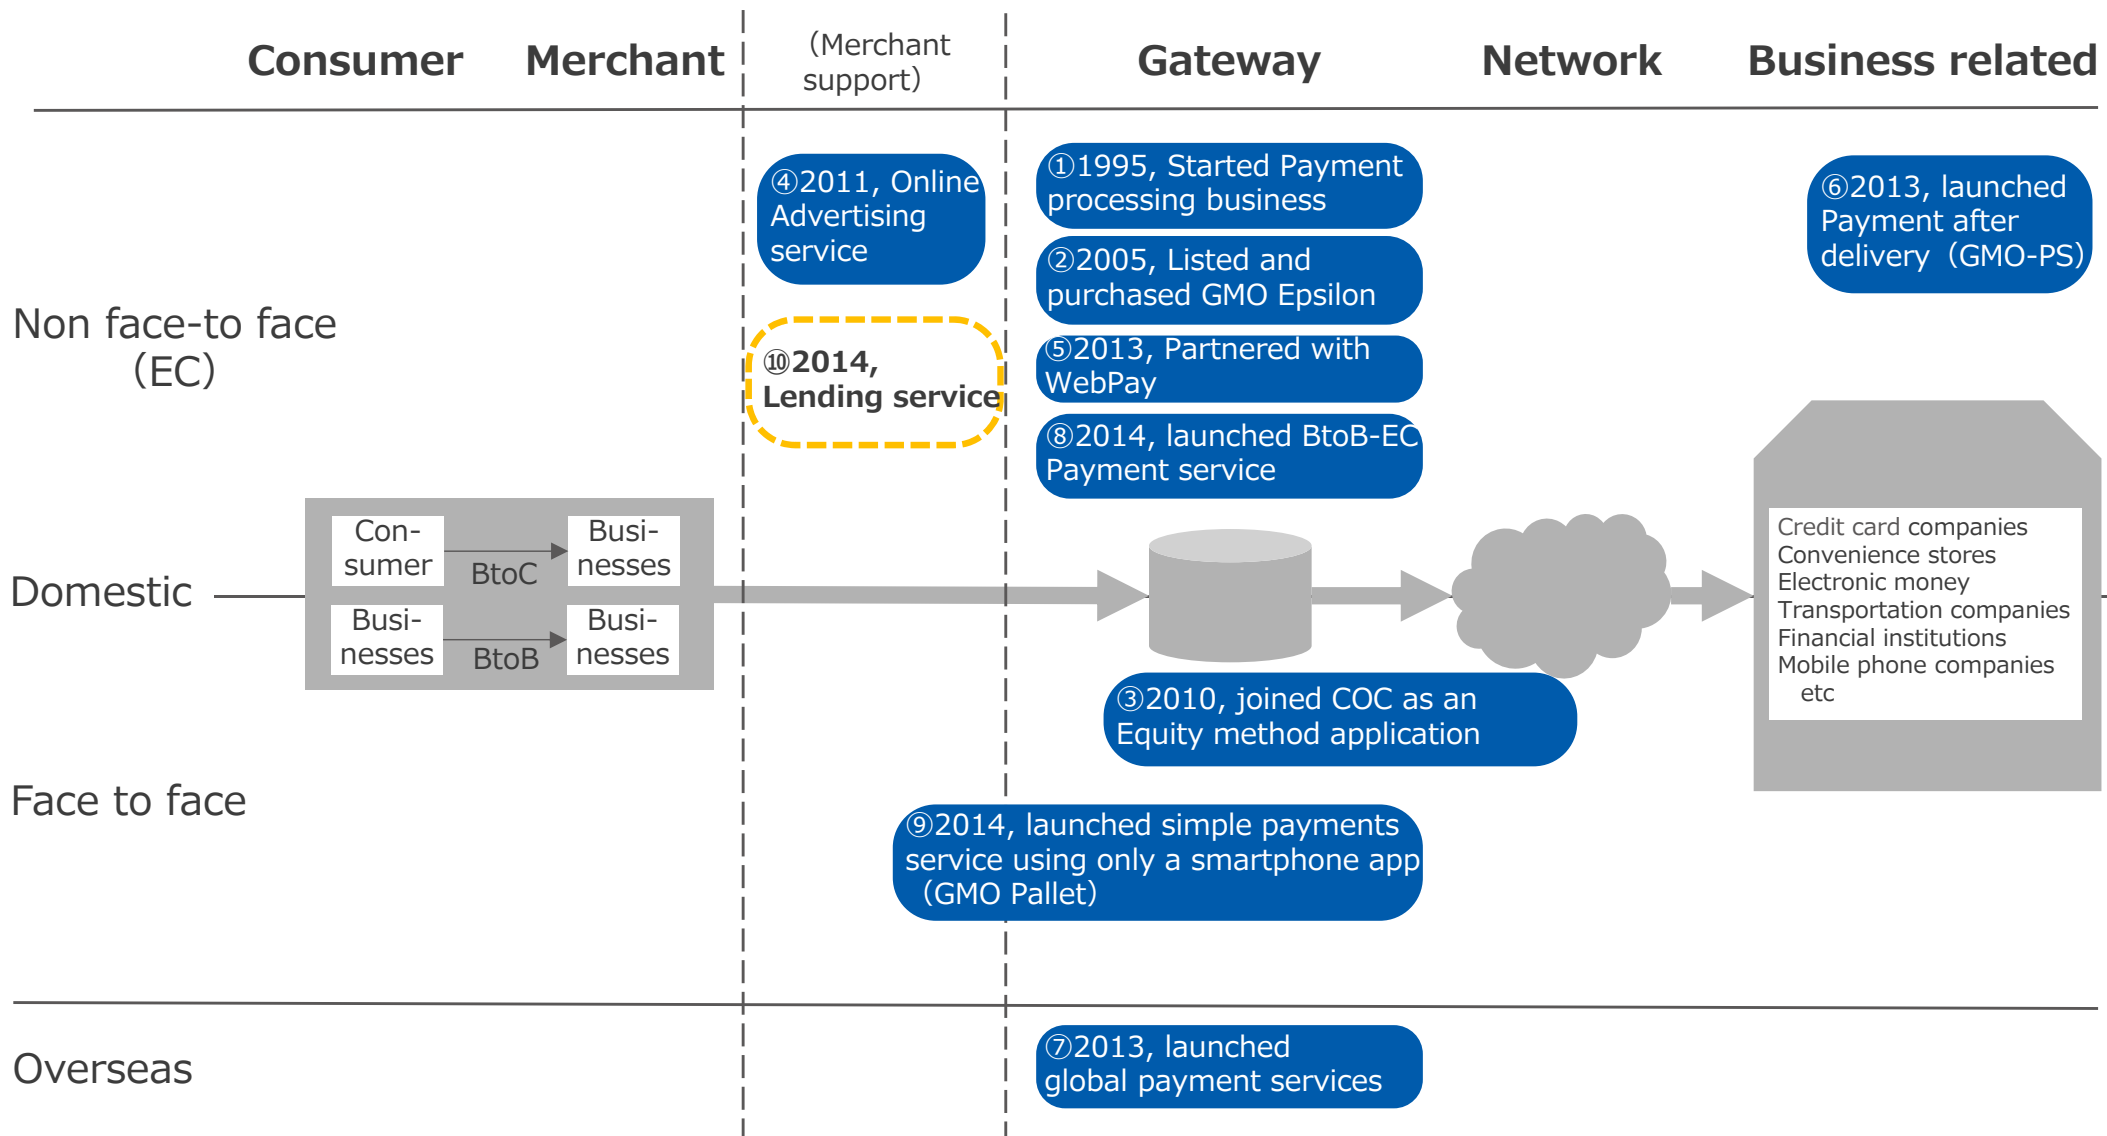 Consumer
Merchant
（Merchant
support）
Gateway
Network
Business related
④2011, Online
Advertising
service
①1995, Started Payment
processing business
⑥2013, launched
Payment after
delivery（GMO-PS）
②2005, Listed and
purchased GMO Epsilon
Non face-to face
（EC）
⑩2014,
Lending service
⑤2013, Partnered with
WebPay
⑧2014, launched BtoB-EC
Payment service
Domestic
Con-
sumer
BtoC
Busi-
nesses
Busi-
nesses
BtoB
Busi-
nesses
Credit card companies
Convenience stores
Electronic money
Transportation companies
Financial institutions
Mobile phone companies
etc
③2010, joined COC as an
Equity method application
Face to face
⑨2014, launched simple payments
service using only a smartphone app
（GMO Pallet）
Overseas
⑦2013, launched
global payment services